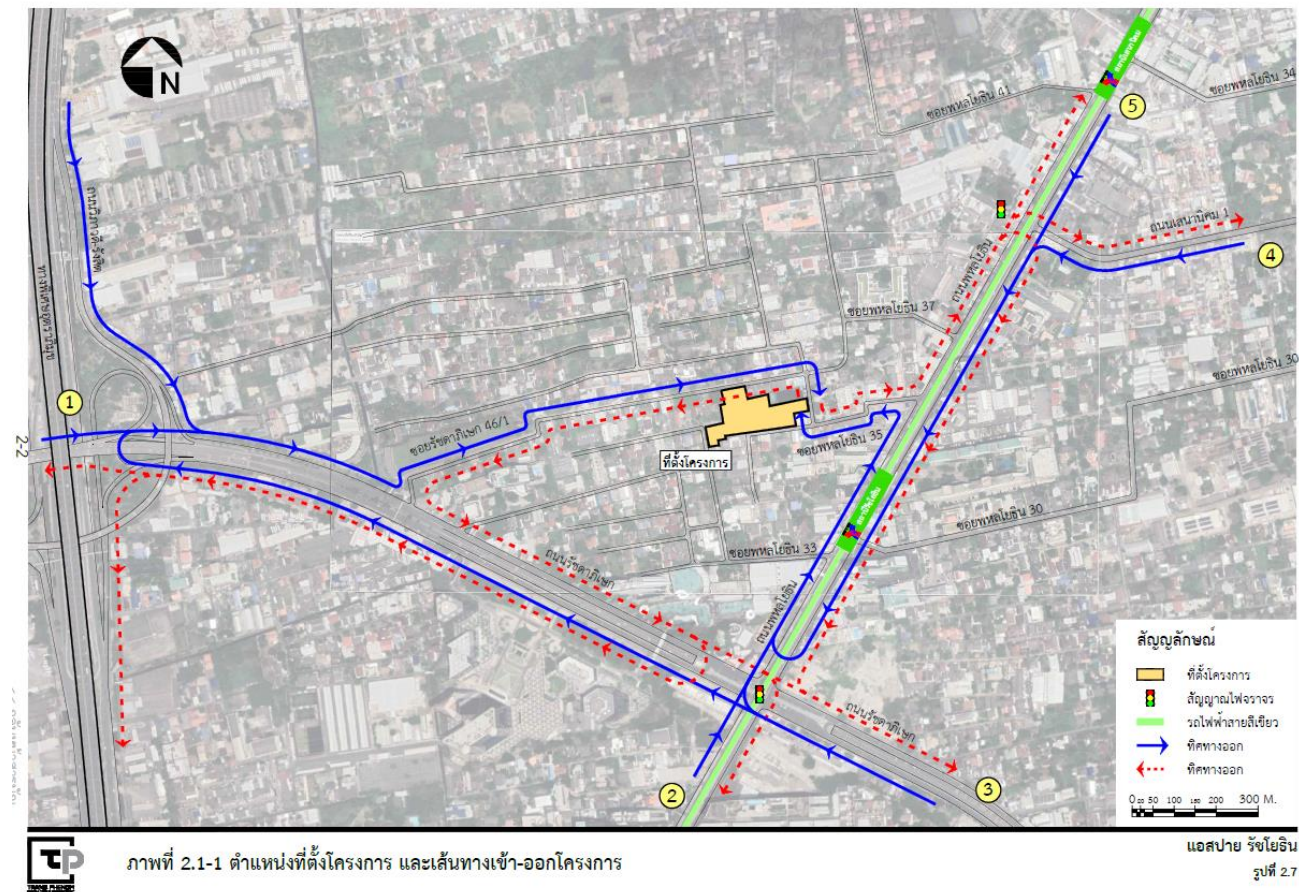 N
ซอยพหลโยธิน 34
ซอยพหลโยธิน 41
5
ถนนวิภาวดี-รังสิต
ถนนเสนานิคม 1
4
ถนนพหลโยธิน
ซอยพหลโยธิน 37
ซอยพหลโยธิน 30
1
2-2
ซอยรัชดาภิเษก 46/1
ซอยพหลโยธิน 35
ที่ตั้งโครงการ
ซอยพหลโยธิน 30
ซอยพหลโยธิน 33
ถนนรัชดาภิเษก
ถนนพหลโยธิน
ถนนรัชดาภิเษก
2
3
สัญญลักษณ์
ที่ตั้งโครงการ
สัญญาณไฟจราจร
รถไฟฟ้าสายสีเขียว
ทิศทางออก
ทิศทางออก
0 50 100 150 200 300 M.
แอสปาย รัชโยธิน
ภาพที่ 2.1-1 ตำแหน่งที่ตั้งโครงการ และเส้นทางเข้า-ออกโครงการ
รูปที่ 2.7